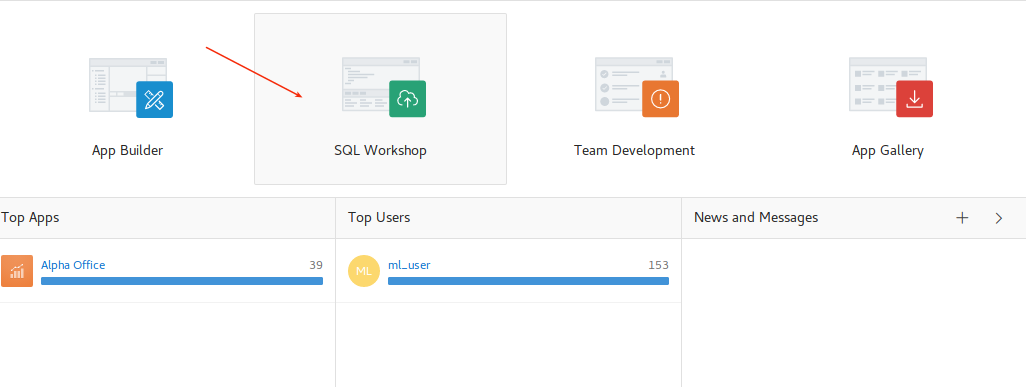 App Builder
SQL Workshop
Team Development
App Gallery
Top Apps
Top Users
News and Messages
Alpha Office 39
ML ml_user 153